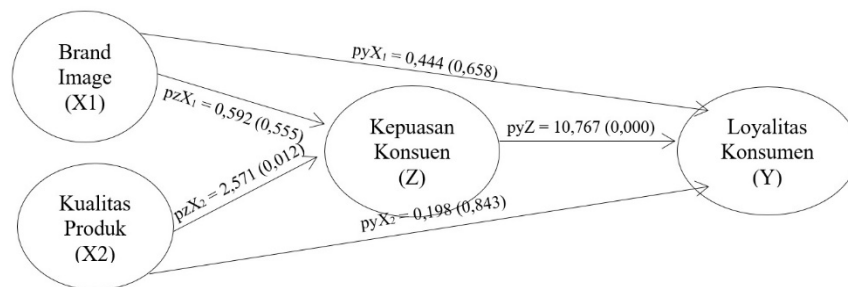 Brand
Image
(X1)
pyX₁ = 0,444 (0,658)
pzX₁ = 0,592 (0,555)
Kepuasan
Konsuen
(Z)
pyZ = 10,767 (0,000)
Loyalitas
Konsumen
(Y)
pzX₂ = 2,571 (0,012)
Kualitas
Produk
(X2)
pyX₂ = 0,198 (0,843)